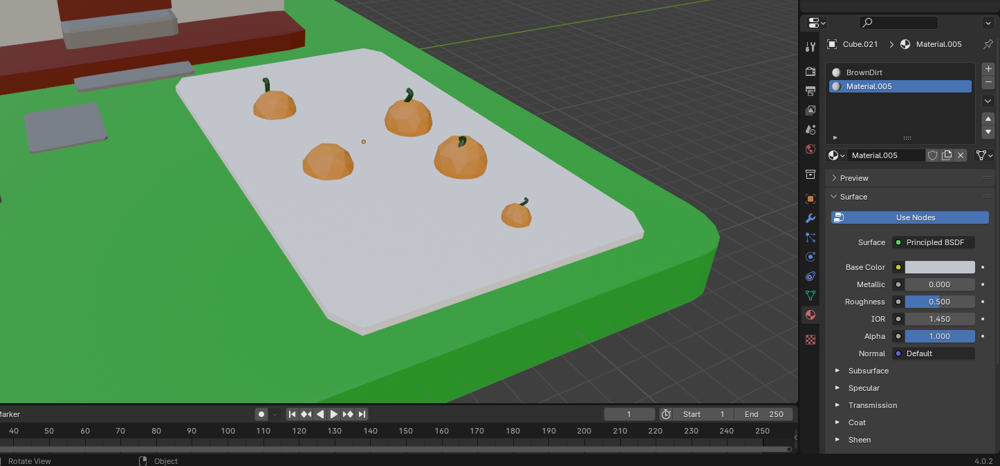 Cube.021 Material.005
BrownDirt
Material.005
Material.005
Preview
Surface
Use Nodes
Surface Principled BSDF
Base Color
Metallic 0.000
Roughness 0.500
IOR 1.450
Alpha 1.000
Normal Default
Subsurface
Specular
Transmission
Coat
Sheen
Marker 1 Start 1 End 250
40 50 60 70 80 90 100 110 120 130 140 150 160 170 180 190 200 210 220 230 240 250
Rotate View Object 4.0.2